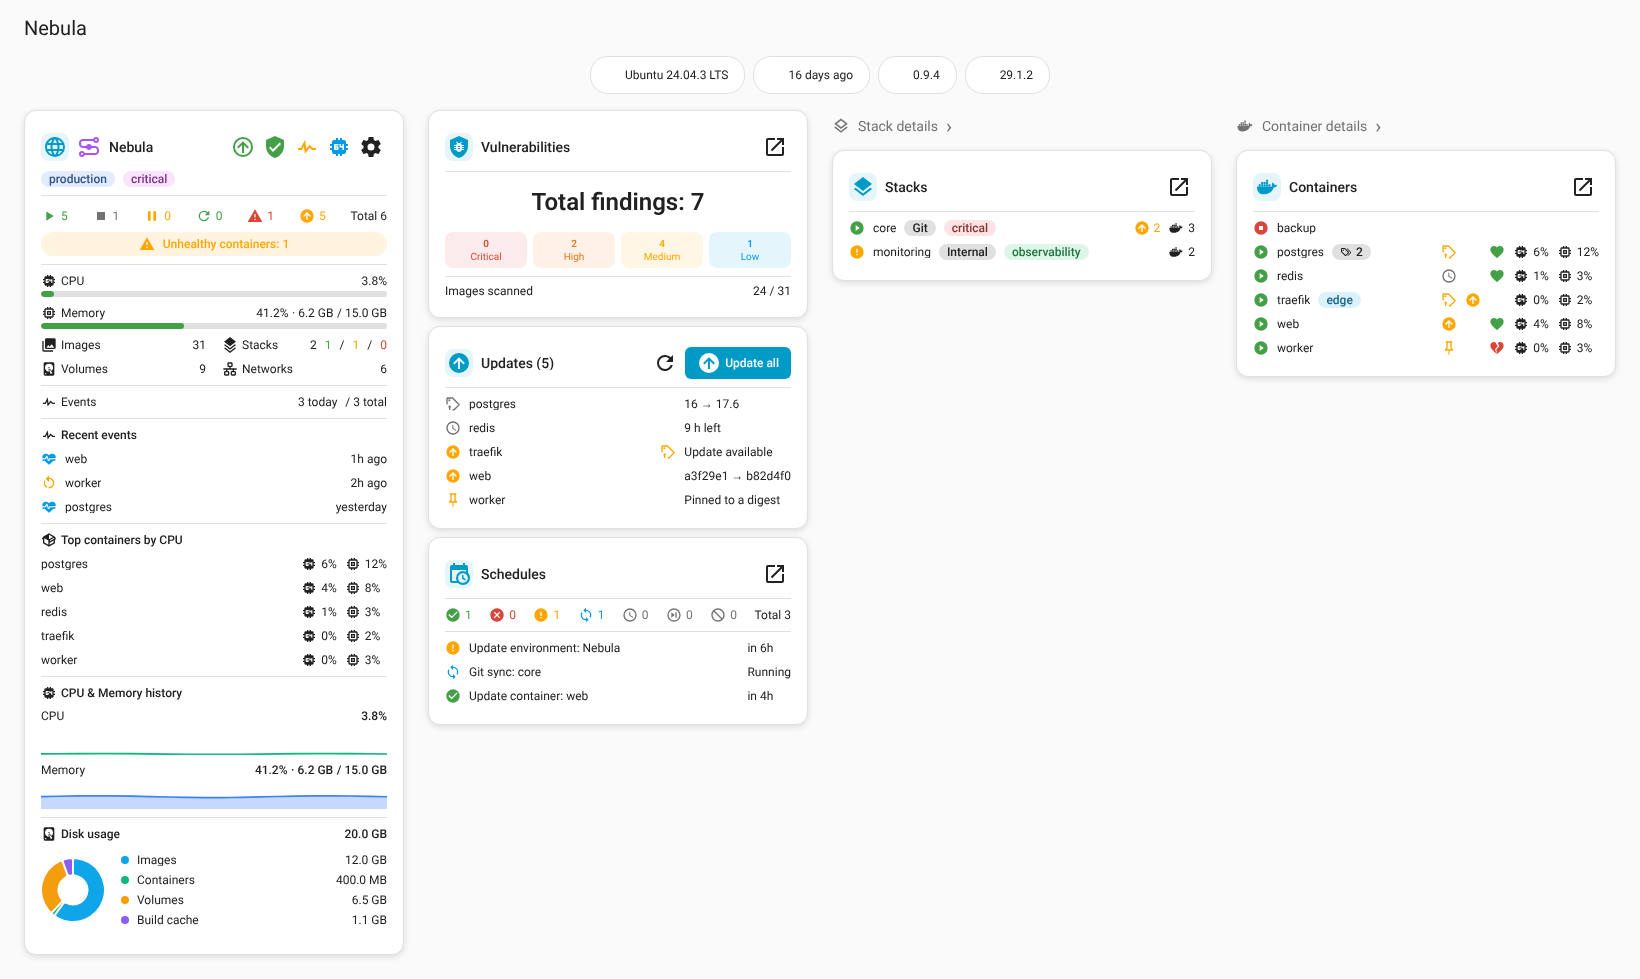 Nebula
Ubuntu 24.04.3 LTS
16 days ago
0.9.4
29.1.2
Nebula
64
production
critical
5
1
0
0
1
5
Total 6
Unhealthy containers: 1
CPU
3.8%
Memory
41.2% · 6.2 GB / 15.0 GB
Images
31
Stacks
2 1 / 1 / 0
Volumes
9
Networks
6
Events
3 today / 3 total
Recent events
web
1h ago
worker
2h ago
postgres
yesterday
Top containers by CPU
postgres
6%
12%
web
4%
8%
redis
1%
3%
traefik
0%
2%
worker
0%
3%
CPU & Memory history
CPU
3.8%
Memory
41.2% · 6.2 GB / 15.0 GB
Disk usage
20.0 GB
Images
12.0 GB
Containers
400.0 MB
Volumes
6.5 GB
Build cache
1.1 GB
Vulnerabilities
Total findings: 7
0
Critical
2
High
4
Medium
1
Low
Images scanned
24 / 31
Updates (5)
Update all
postgres
16 → 17.6
redis
9 h left
traefik
Update available
web
a3f29e1 → b82d4f0
worker
Pinned to a digest
Schedules
1
0
1
1
0
0
0
Total 3
Update environment: Nebula
in 6h
Git sync: core
Running
Update container: web
in 4h
Stack details ›
Stacks
core
Git
critical
2
3
monitoring
Internal
observability
2
Container details ›
Containers
backup
postgres
2
6%
12%
redis
1%
3%
traefik
edge
0%
2%
web
4%
8%
worker
0%
3%